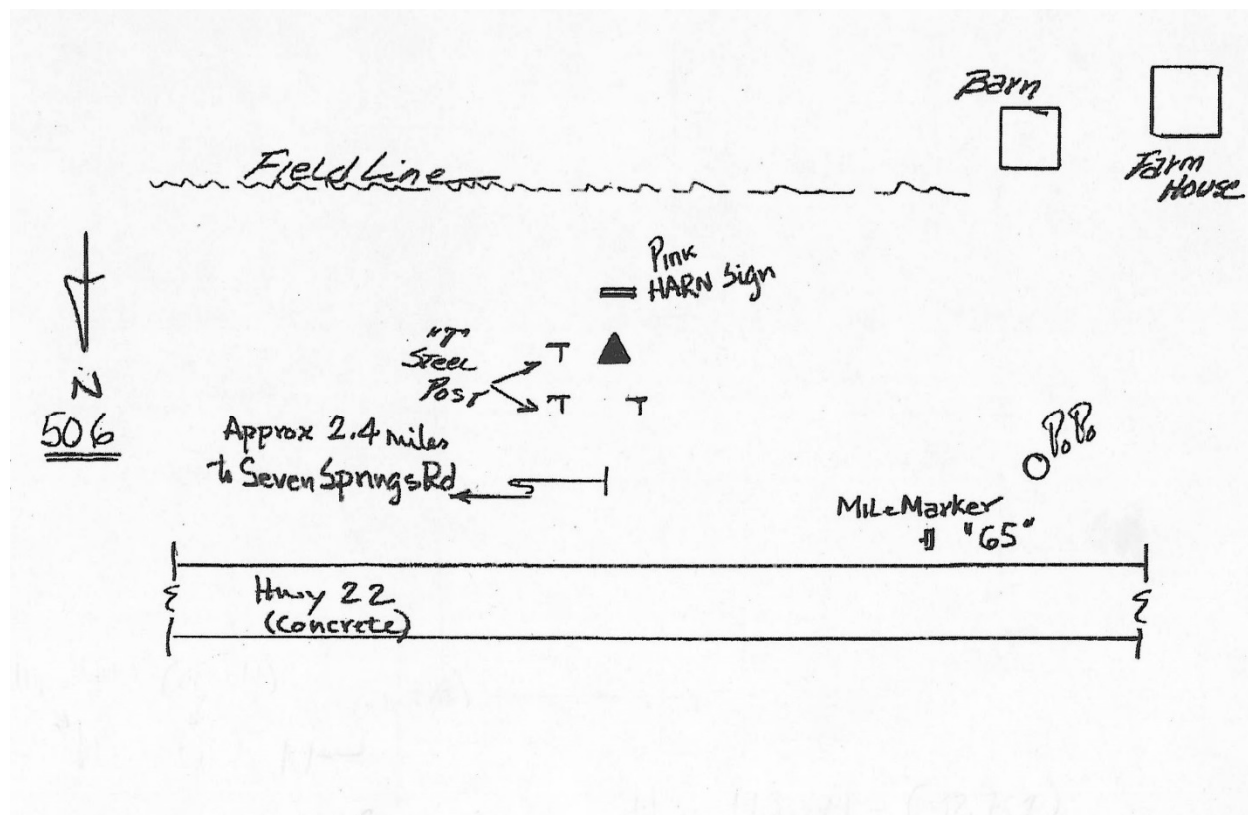 Barn
Farm
House
Field Line
Pink
HARN Sign
"T"
Steel
Post
T
T T
N
506
Approx 2.4 miles
to Seven Springs Rd
P.P.
Mile Marker
"65"
Hwy 22
(Concrete)